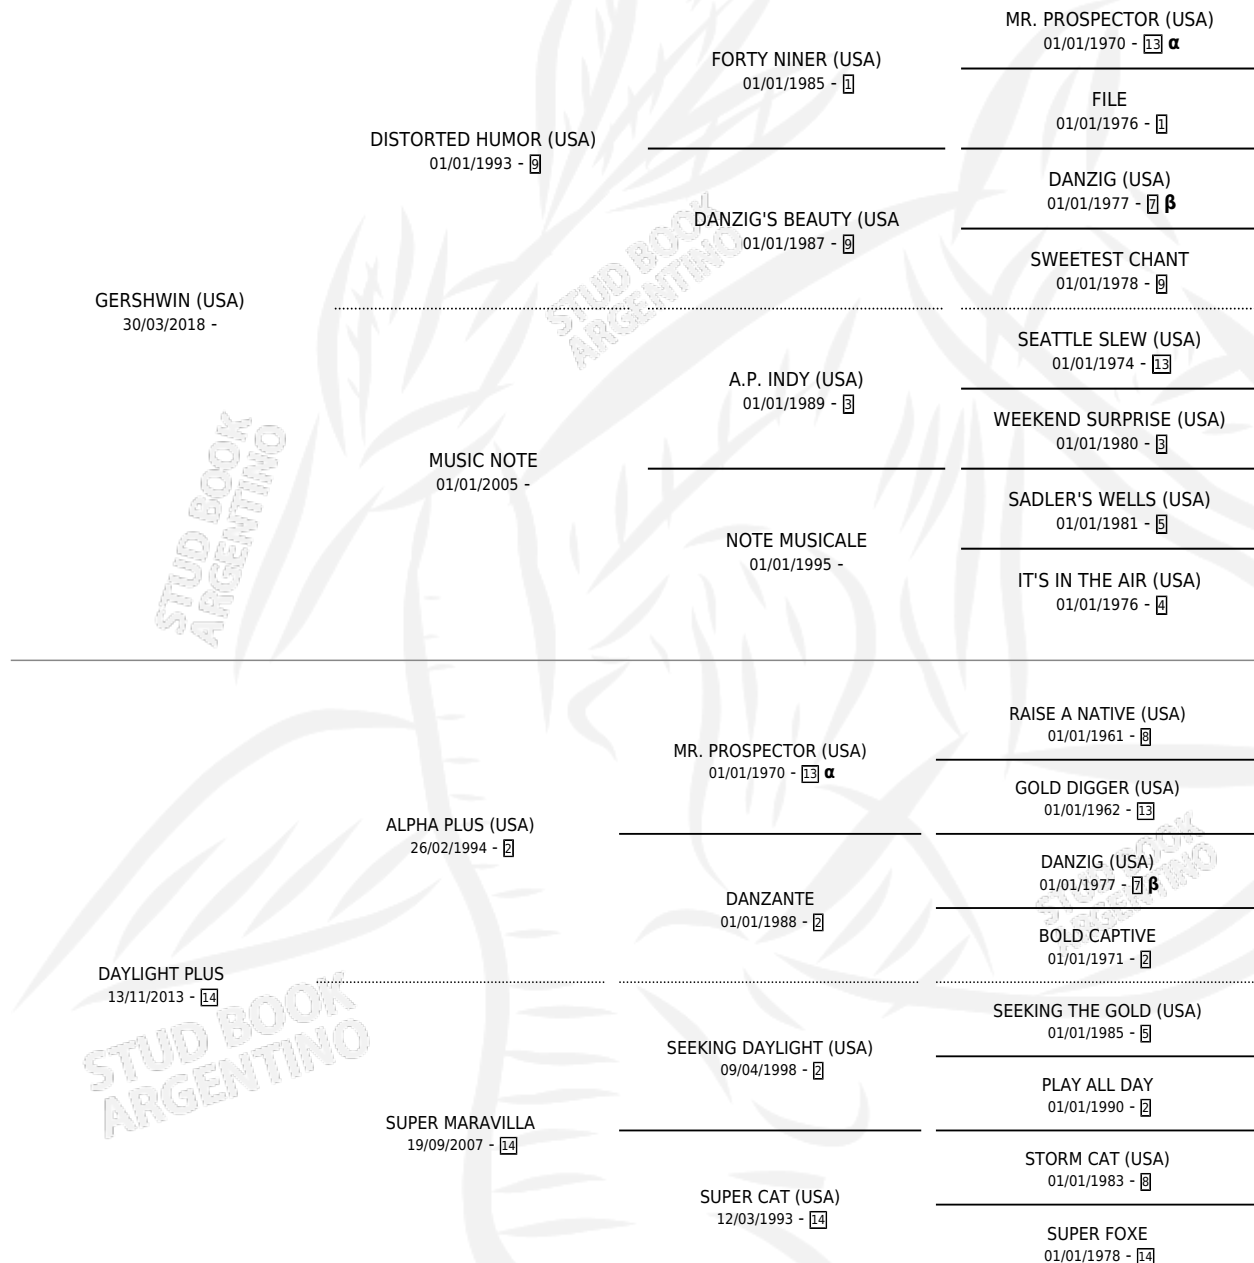 MR. PROSPECTOR (USA)
01/01/1970 - 13 α
FORTY NINER (USA)
01/01/1985 - 1
FILE
01/01/1976 - 1
DISTORTED HUMOR (USA)
01/01/1993 - 9
DANZIG (USA)
01/01/1977 - 7 β
DANZIG'S BEAUTY (USA
01/01/1987 - 9
SWEETEST CHANT
01/01/1978 - 9
GERSHWIN (USA)
30/03/2018 -
STUD BOOK
ARGENTINO
SEATTLE SLEW (USA)
01/01/1974 - 13
A.P. INDY (USA)
01/01/1989 - 3
WEEKEND SURPRISE (USA)
01/01/1980 - 3
MUSIC NOTE
01/01/2005 -
STUD BOOK
ARGENTINO
SADLER'S WELLS (USA)
01/01/1981 - 5
NOTE MUSICALE
01/01/1995 -
IT'S IN THE AIR (USA)
01/01/1976 - 4
RAISE A NATIVE (USA)
01/01/1961 - 8
MR. PROSPECTOR (USA)
01/01/1970 - 13 α
GOLD DIGGER (USA)
01/01/1962 - 13
ALPHA PLUS (USA)
26/02/1994 - 2
DANZIG (USA)
01/01/1977 - 7 β
STUD BOOK
ARGENTINO
DANZANTE
01/01/1988 - 2
BOLD CAPTIVE
01/01/1971 - 2
DAYLIGHT PLUS
13/11/2013 - 14
STUD BOOK
ARGENTINO
SEEKING THE GOLD (USA)
01/01/1985 - 5
SEEKING DAYLIGHT (USA)
09/04/1998 - 2
PLAY ALL DAY
01/01/1990 - 2
SUPER MARAVILLA
19/09/2007 - 14
STORM CAT (USA)
01/01/1983 - 8
SUPER CAT (USA)
12/03/1993 - 14
SUPER FOXE
01/01/1978 - 14